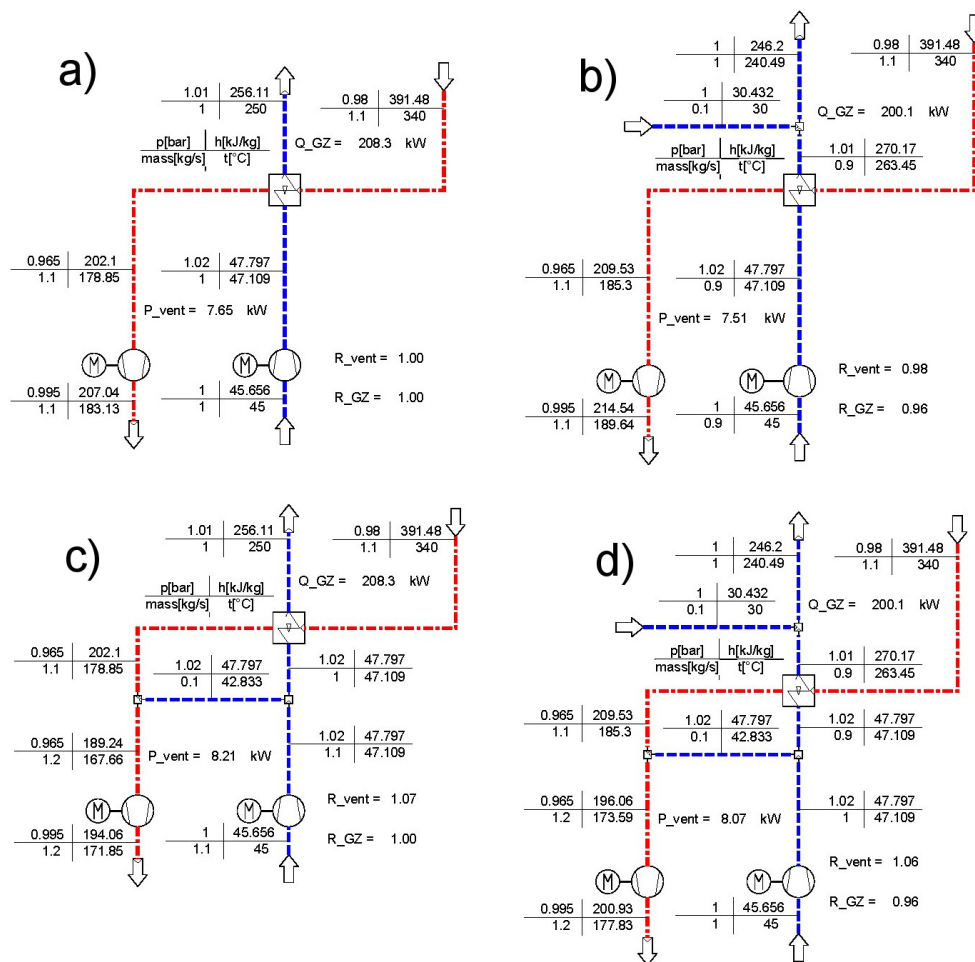 a)
1.01 256.11
1 250
0.98 391.48
1.1 340
Q_GZ = 208.3 kW
p[bar] h[kJ/kg]
mass[kg/s] t[°C]
0.965 202.1
1.1 178.85
1.02 47.797
1 47.109
P_vent = 7.65 kW
M
M
R_vent = 1.00
0.995 207.04
1.1 183.13
1 45.656
1 45
R_GZ = 1.00
b)
1 246.2
1 240.49
0.98 391.48
1.1 340
1 30.432
0.1 30
Q_GZ = 200.1 kW
p[bar] h[kJ/kg]
mass[kg/s] t[°C]
1.01 270.17
0.9 263.45
0.965 209.53
1.1 185.3
1.02 47.797
0.9 47.109
P_vent = 7.51 kW
M
M
R_vent = 0.98
0.995 214.54
1.1 189.64
1 45.656
0.9 45
R_GZ = 0.96
c)
1.01 256.11
1 250
0.98 391.48
1.1 340
Q_GZ = 208.3 kW
p[bar] h[kJ/kg]
mass[kg/s] t[°C]
0.965 202.1
1.1 178.85
1.02 47.797
0.1 42.833
1.02 47.797
1 47.109
0.965 189.24
1.2 167.66
P_vent = 8.21 kW
1.02 47.797
1.1 47.109
M
M
R_vent = 1.07
0.995 194.06
1.2 171.85
1 45.656
1.1 45
R_GZ = 1.00
d)
1 246.2
1 240.49
0.98 391.48
1.1 340
1 30.432
0.1 30
Q_GZ = 200.1 kW
p[bar] h[kJ/kg]
mass[kg/s] t[°C]
1.01 270.17
0.9 263.45
0.965 209.53
1.1 185.3
1.02 47.797
0.1 42.833
1.02 47.797
0.9 47.109
0.965 196.06
1.2 173.59
P_vent = 8.07 kW
1.02 47.797
1 47.109
M
M
R_vent = 1.06
0.995 200.93
1.2 177.83
1 45.656
1 45
R_GZ = 0.96